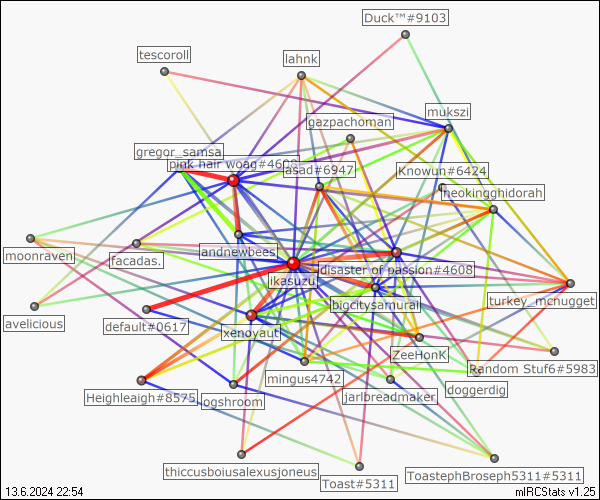 Duck™#9103
tescoroll
lahnk
mukszi
gazpachoman
gregor_samsa
pink hair woag#4608
asad#6947
Knowun#6424
neokingghidorah
andnewbees
moonraven
facadas.
disaster of passion#4608
ikasuzu
bigcitysamurai
turkey_mcnugget
avelicious
default#0617
xenoyaut
ZeeHonK
Random Stuf6#5983
mingus4742
doggerdig
Heighleaigh#8575
ogshroom
jarlbreadmaker
thiccusboiusalexusjoneus
ToastephBroseph5311#5311
Toast#5311
13.6.2024 22:54
mIRCStats v1.25